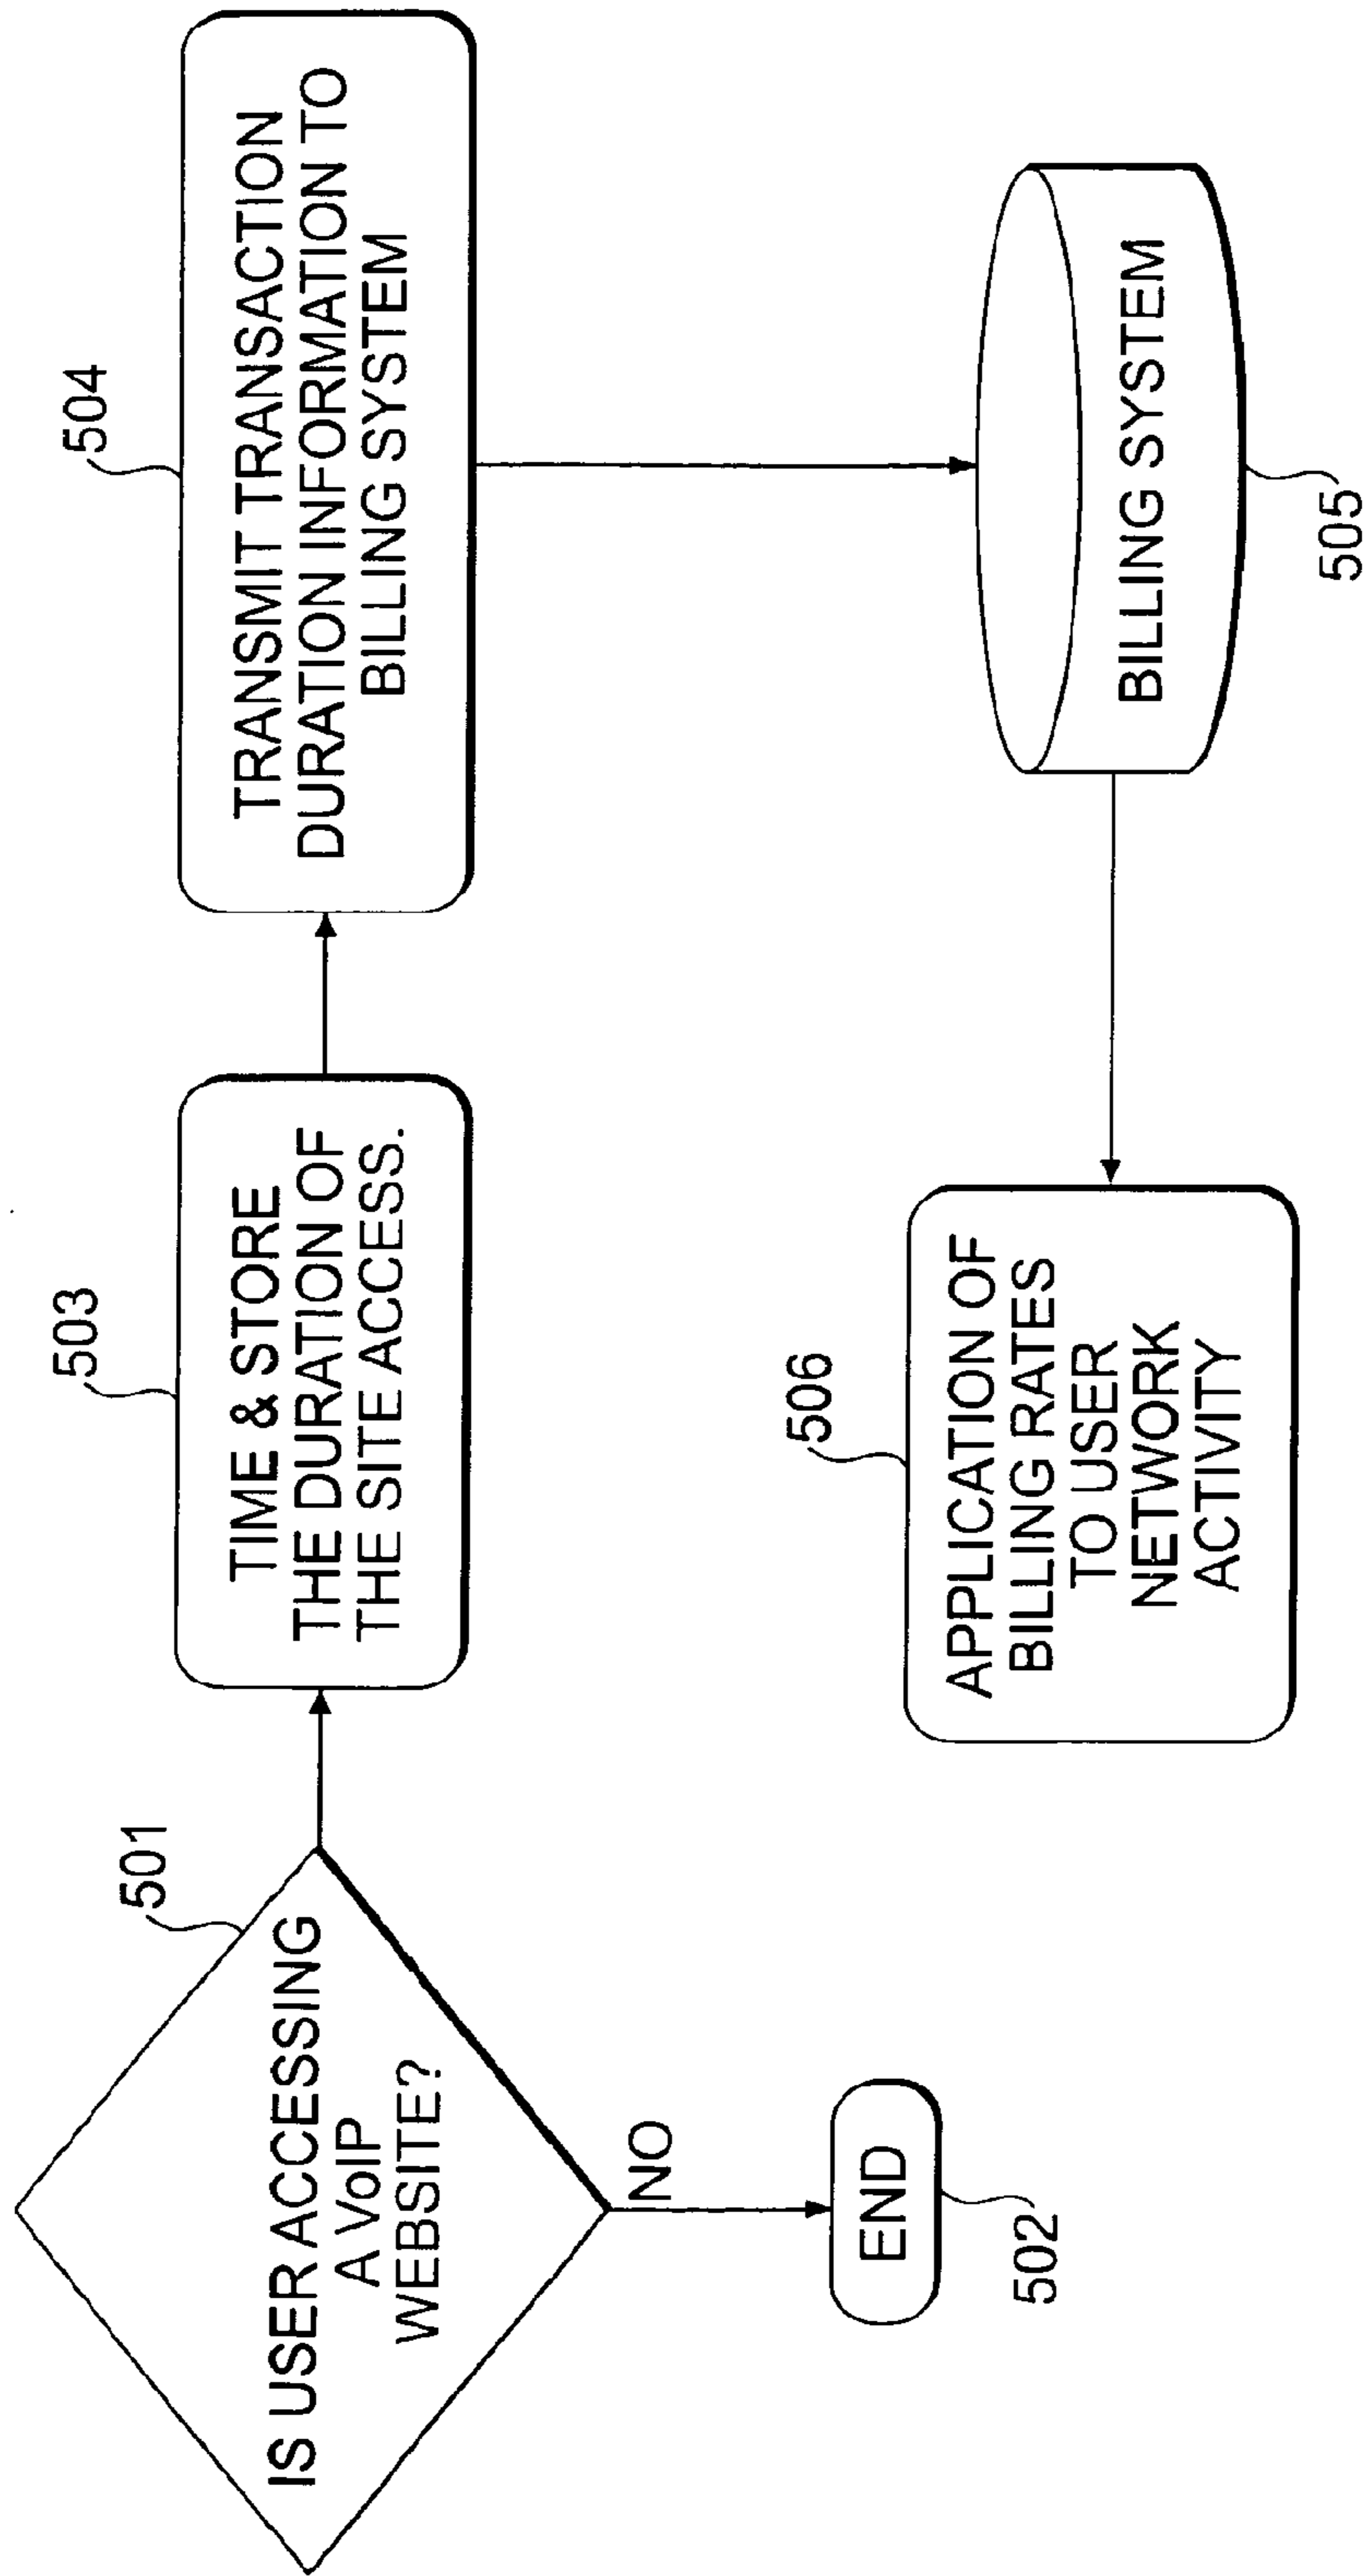 501
IS USER ACCESSING
A VoIP
WEBSITE?
NO
END
502
503
TIME & STORE
THE DURATION OF
THE SITE ACCESS.
504
TRANSMIT TRANSACTION
DURATION INFORMATION TO
BILLING SYSTEM
BILLING SYSTEM
505
506
APPLICATION OF
BILLING RATES
TO USER
NETWORK
ACTIVITY